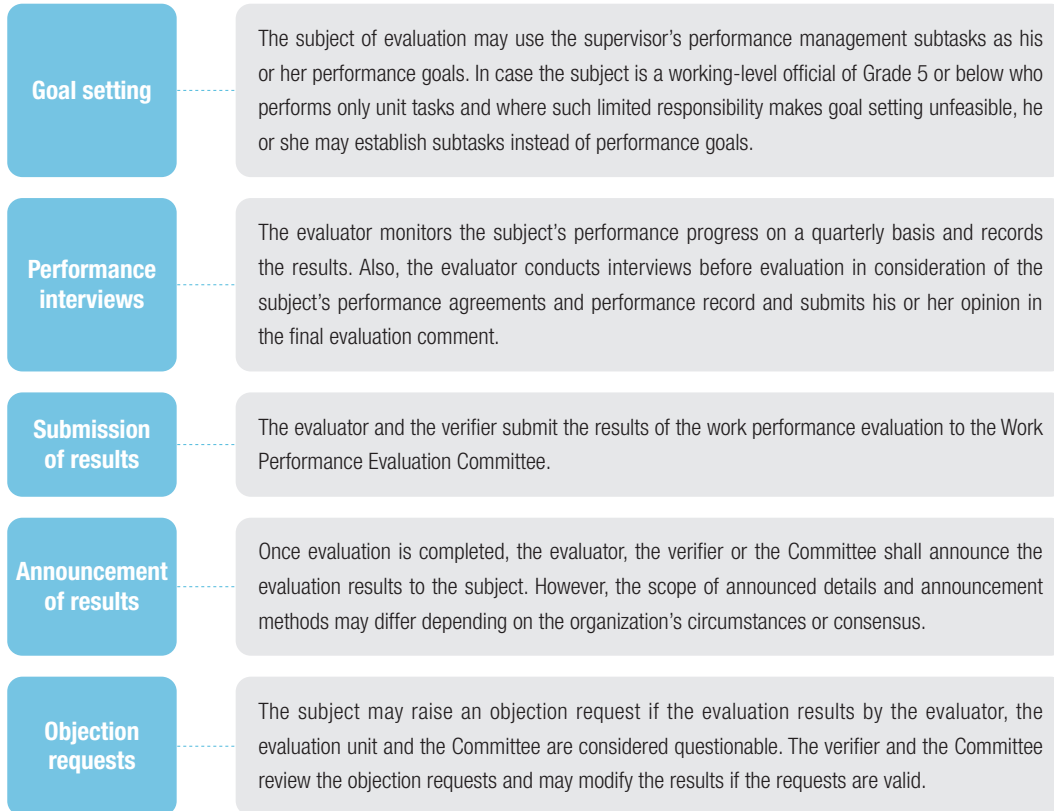 Goal setting
The subject of evaluation may use the supervisor's performance management subtasks as his
or her performance goals. In case the subject is a working-level official of Grade 5 or below who
performs only unit tasks and where such limited responsibility makes goal setting unfeasible, he
or she may establish subtasks instead of performance goals.
Performance
interviews
The evaluator monitors the subject's performance progress on a quarterly basis and records
the results. Also, the evaluator conducts interviews before evaluation in consideration of the
subject's performance agreements and performance record and submits his or her opinion in
the final evaluation comment.
Submission
of results
The evaluator and the verifier submit the results of the work performance evaluation to the Work
Performance Evaluation Committee.
Announcement
of results
Once evaluation is completed, the evaluator, the verifier or the Committee shall announce the
evaluation results to the subject. However, the scope of announced details and announcement
methods may differ depending on the organization's circumstances or consensus.
Objection
requests
The subject may raise an objection request if the evaluation results by the evaluator, the
evaluation unit and the Committee are considered questionable. The verifier and the Committee
review the objection requests and may modify the results if the requests are valid.